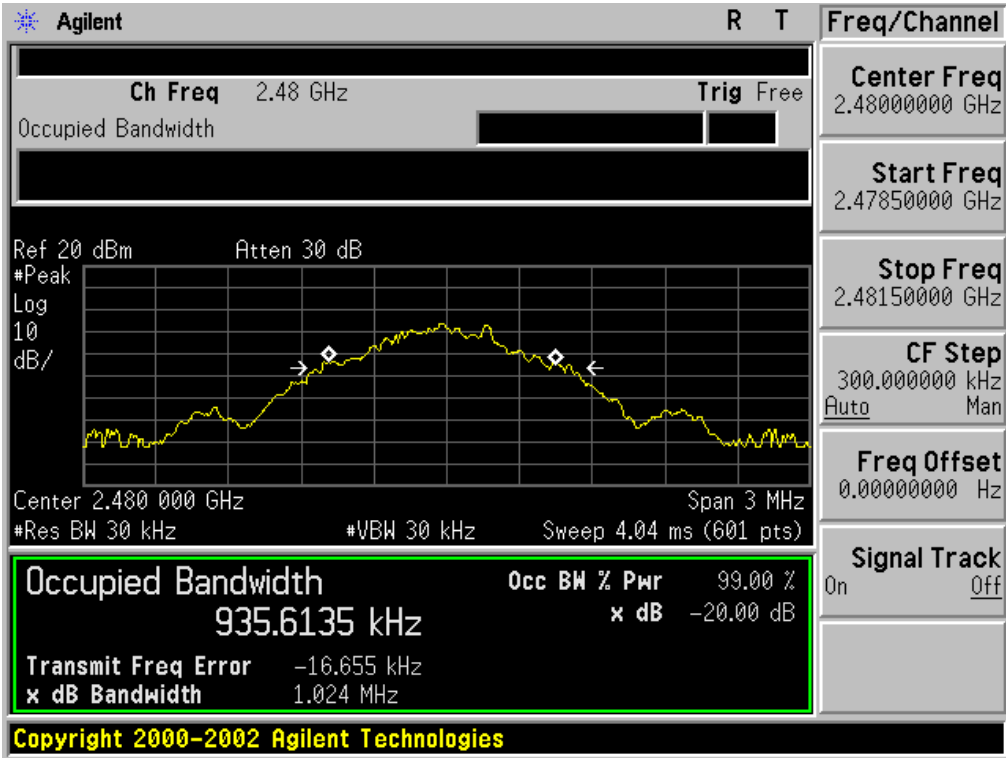 Agilent R T Freq/Channel
Ch Freq 2.48 GHz Trig Free
Occupied Bandwidth
Ref 20 dBm Atten 30 dB
#Peak
Log
10
dB/
Center 2.480 000 GHz Span 3 MHz
#Res BW 30 kHz #VBW 30 kHz Sweep 4.04 ms (601 pts)
Occupied Bandwidth Occ BW % Pwr 99.00 %
935.6135 kHz x dB -20.00 dB
Transmit Freq Error -16.655 kHz
x dB Bandwidth 1.024 MHz
Copyright 2000-2002 Agilent Technologies
Center Freq
2.48000000 GHz
Start Freq
2.47850000 GHz
Stop Freq
2.48150000 GHz
CF Step
300.000000 kHz
Auto Man
Freq Offset
0.00000000 Hz
Signal Track
On Off